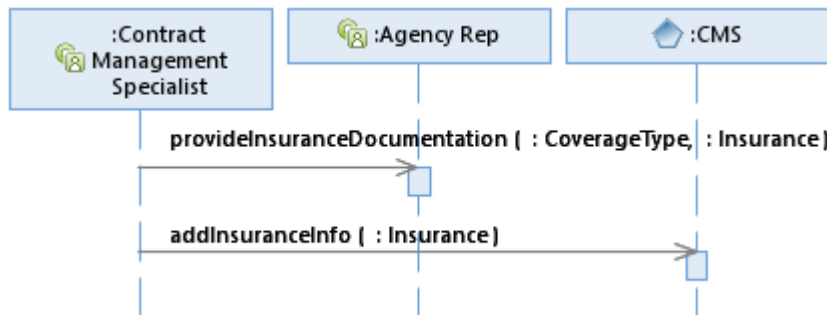 :Contract
Management
Specialist
:Agency Rep
:CMS
provideInsuranceDocumentation ( : CoverageType, : Insurance )
addInsuranceInfo ( : Insurance )